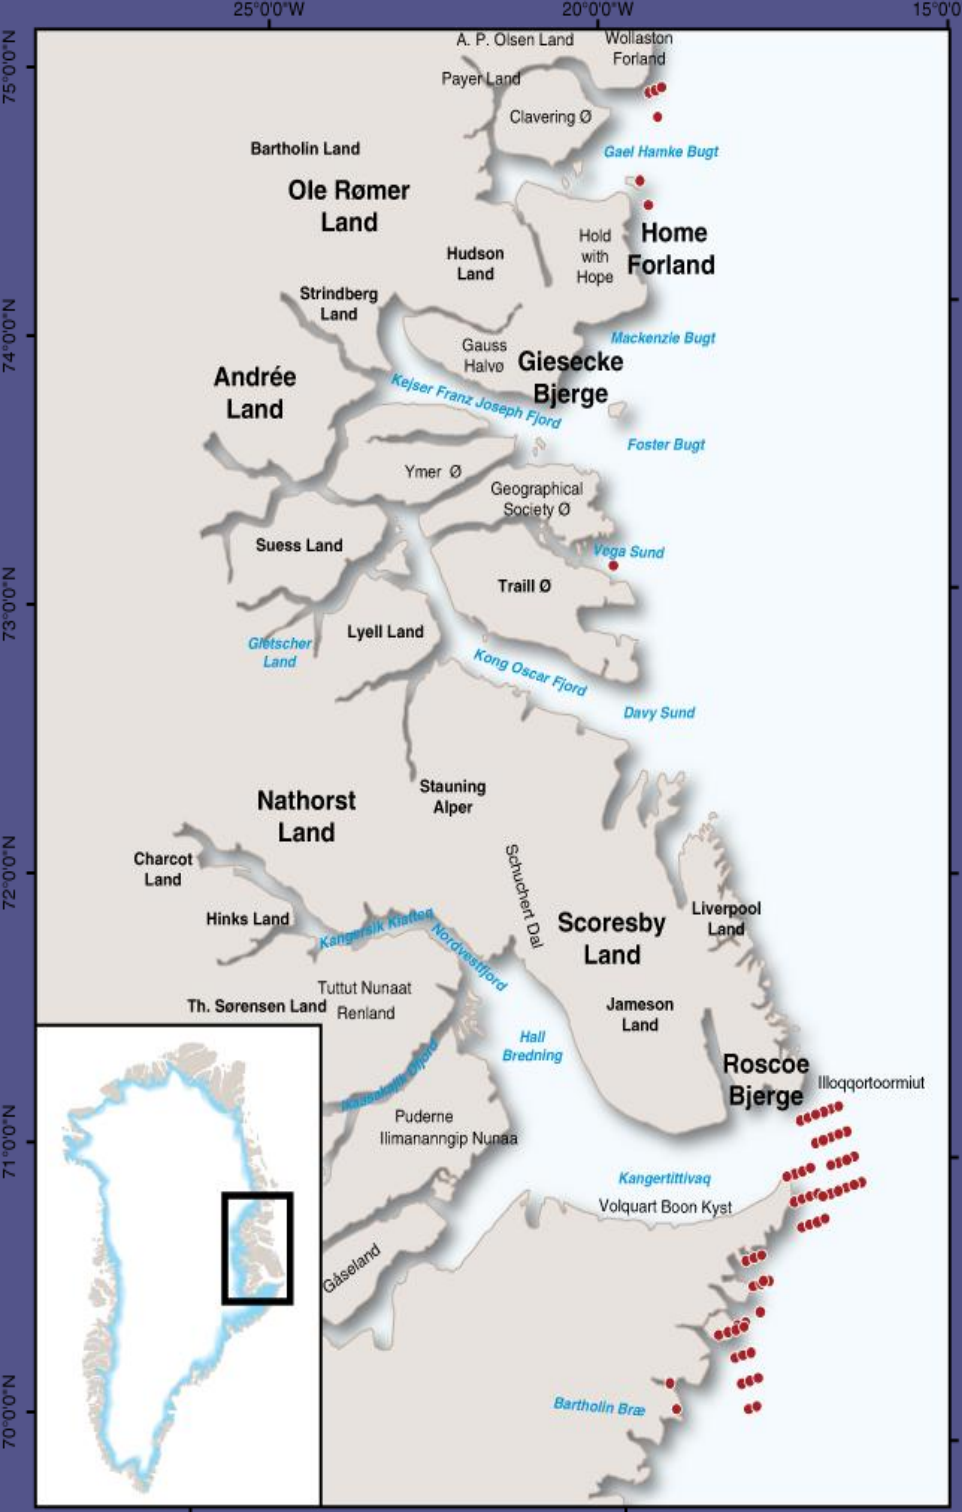 25°0'0"W
20°0'0"W
15°0'0
75°0'0"N
74°0'0"N
73°0'0"N
72°0'0"N
71°0'0"N
70°0'0"N
A. P. Olsen Land
Wollaston
Forland
Payer Land
Clavering Ø
Bartholin Land
Gael Hamke Bugt
Ole Rømer
Land
Hold
with
Hope
Home
Forland
Hudson
Land
Strindberg
Land
Mackenzie Bugt
Gauss
Halvø
Giesecke
Bjerge
Andrée
Land
Kejser Franz Joseph Fjord
Foster Bugt
Ymer Ø
Geographical
Society Ø
Suess Land
Vega Sund
Traill Ø
Lyell Land
Gletscher
Land
Kong Oscar Fjord
Davy Sund
Stauning
Alper
Nathorst
Land
Charcot
Land
Schuchert Dal
Hinks Land
Kangersik Kiatteq
Nordvestfjord
Scoresby
Land
Liverpool
Land
Tuttut Nunaat
Renland
Th. Sørensen Land
Jameson
Land
Hall
Bredning
Roscoe
Bjerge
Illoqqortoormiut
Puderne
Ilimananngip Nunaa
Kangertittivaq
Volquart Boon Kyst
Gåseland
Bartholin Bræ